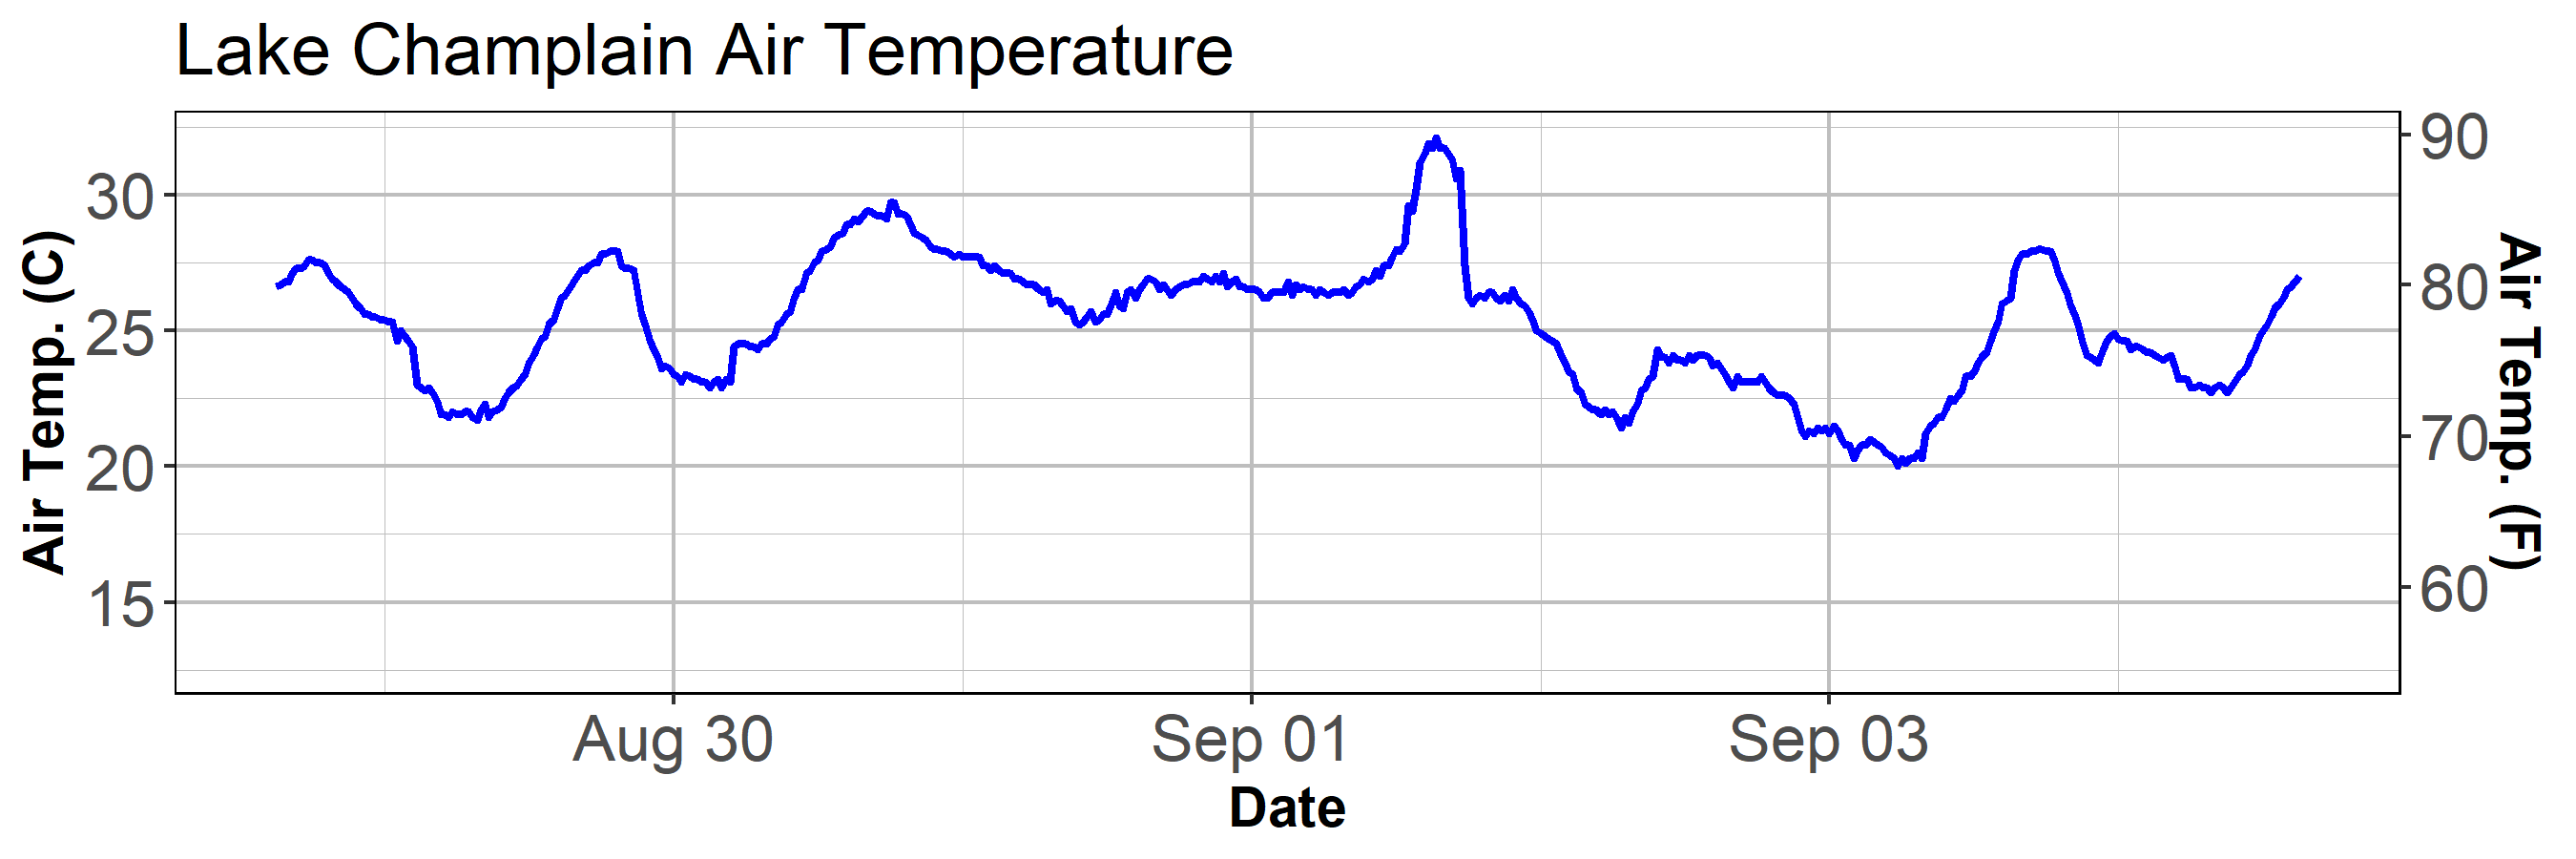 Lake Champlain Air Temperature
Air Temp. (C)
30
25
20
15
90
80
70
60
Air Temp. (F)
Aug 30
Sep 01
Sep 03
Date